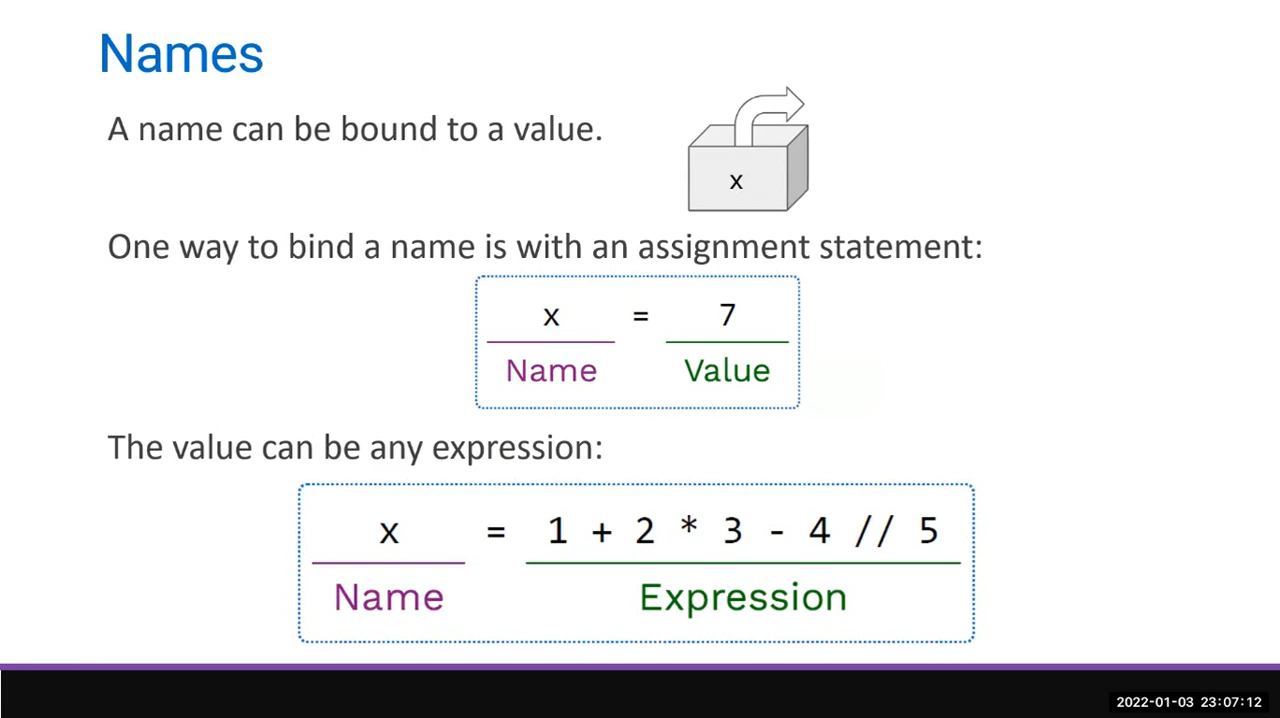 Names
A name can be bound to a value.
x
One way to bind a name is with an assignment statement:
x = 7
Name Value
The value can be any expression:
x = 1 + 2 * 3 - 4 // 5
Name Expression
2022-01-03 23:07:12